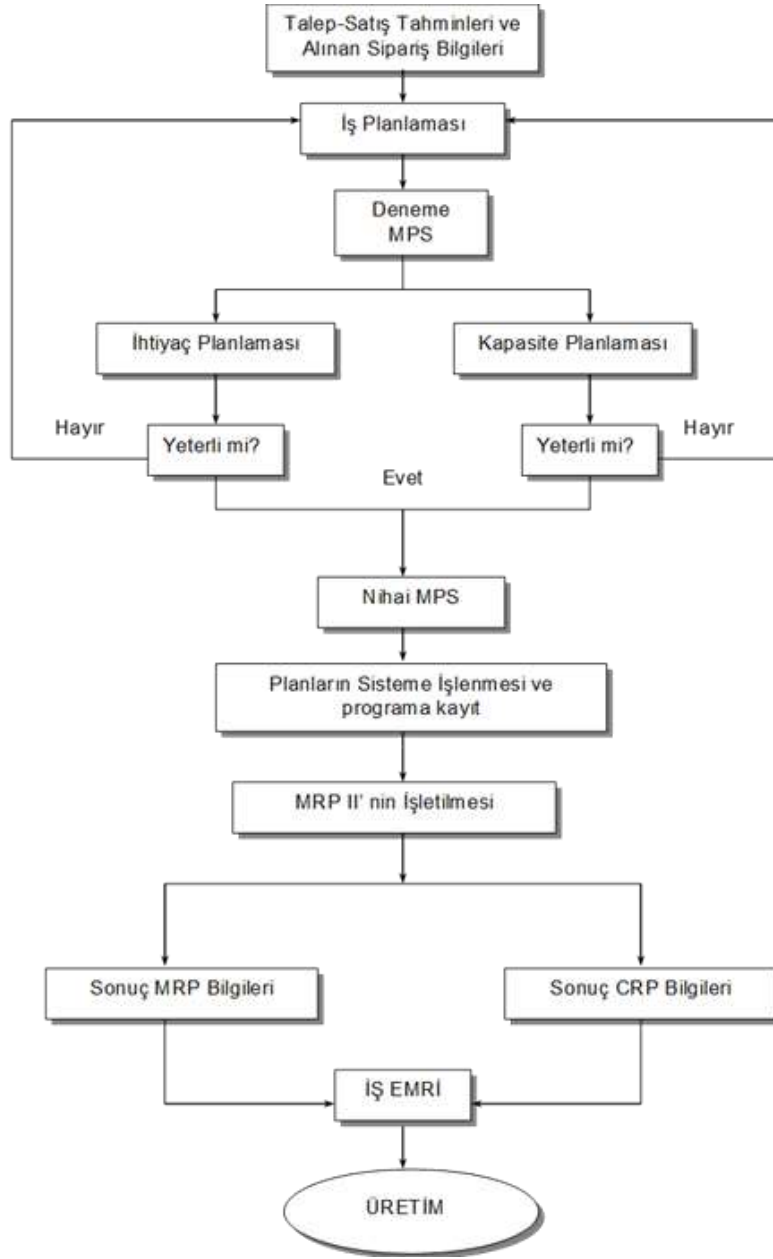 Talep-Satış Tahminleri ve
Alınan Sipariş Bilgileri
İş Planlaması
Deneme
MPS
İhtiyaç Planlaması
Kapasite Planlaması
Hayır
Yeterli mi?
Yeterli mi?
Hayır
Evet
Nihai MPS
Planların Sisteme İşlenmesi ve
programa kayıt
MRP II' nin İşletilmesi
Sonuç MRP Bilgileri
Sonuç CRP Bilgileri
İŞ EMRİ
ÜRETİM